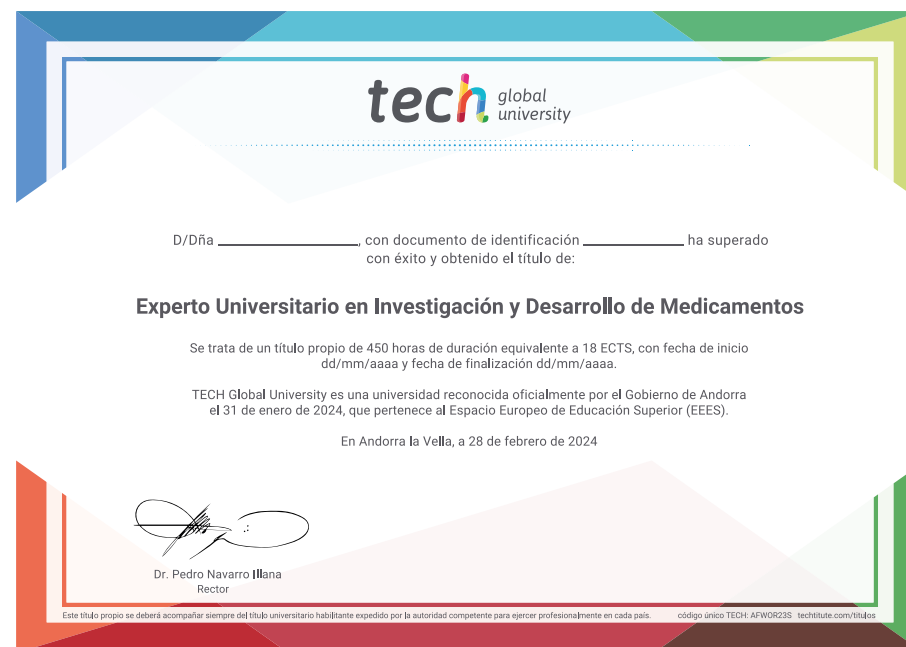 tech global university
D/Dña ____________________, con documento de identificación ______________ ha superado
con éxito y obtenido el título de:
Experto Universitario en Investigación y Desarrollo de Medicamentos
Se trata de un título propio de 450 horas de duración equivalente a 18 ECTS, con fecha de inicio
dd/mm/aaaa y fecha de finalización dd/mm/aaaa.
TECH Global University es una universidad reconocida oficialmente por el Gobierno de Andorra
el 31 de enero de 2024, que pertenece al Espacio Europeo de Educación Superior (EEES).
En Andorra la Vella, a 28 de febrero de 2024
Dr. Pedro Navarro Illana
Rector
Este título propio se deberá acompañar siempre del título universitario habilitante expedido por la autoridad competente para ejercer profesionalmente en cada país. código único TECH: AFWOR23S techtitute.com/titulos